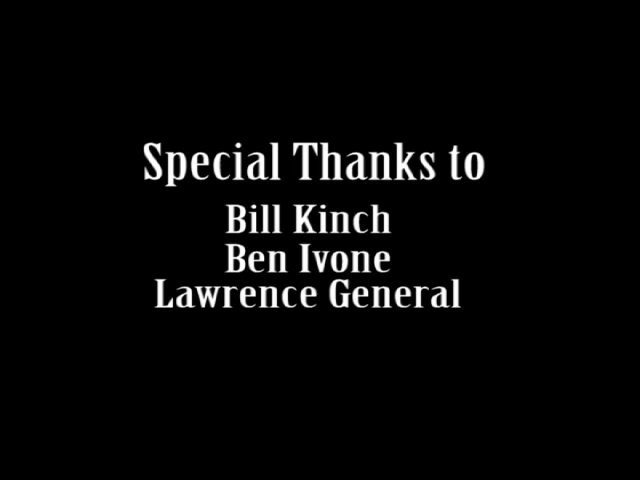 Special Thanks to
Bill Kinch
Ben Ivone
Lawrence General